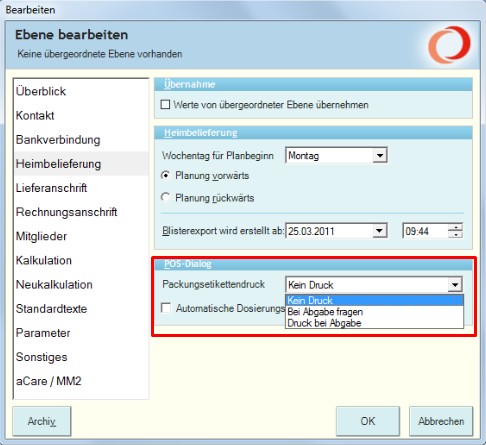 Bearbeiten
Ebene bearbeiten
Keine übergeordnete Ebene vorhanden
Überblick
Kontakt
Bankverbindung
Heimbelieferung
Lieferanschrift
Rechnungsanschrift
Mitglieder
Kalkulation
Neukalkulation
Standardtexte
Parameter
Sonstiges
aCare / MM2
Übernahme
Werte von übergeordneter Ebene übernehmen
Heimbelieferung
Wochentag für Planbeginn Montag
Planung vorwärts
Planung rückwärts
Blisterexport wird erstellt ab: 25.03.2011 09:44
POS-Dialog
Packungsetikettendruck Kein Druck
Kein Druck
Automatische Dosierungs
Bei Abgabe fragen
Druck bei Abgabe
Archiv
OK
Abbrechen